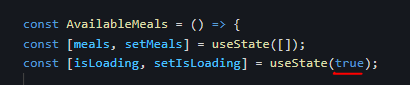 const AvailableMeals = () => {
const [meals, setMeals] = useState([]);
const [isLoading, setIsLoading] = useState(true);